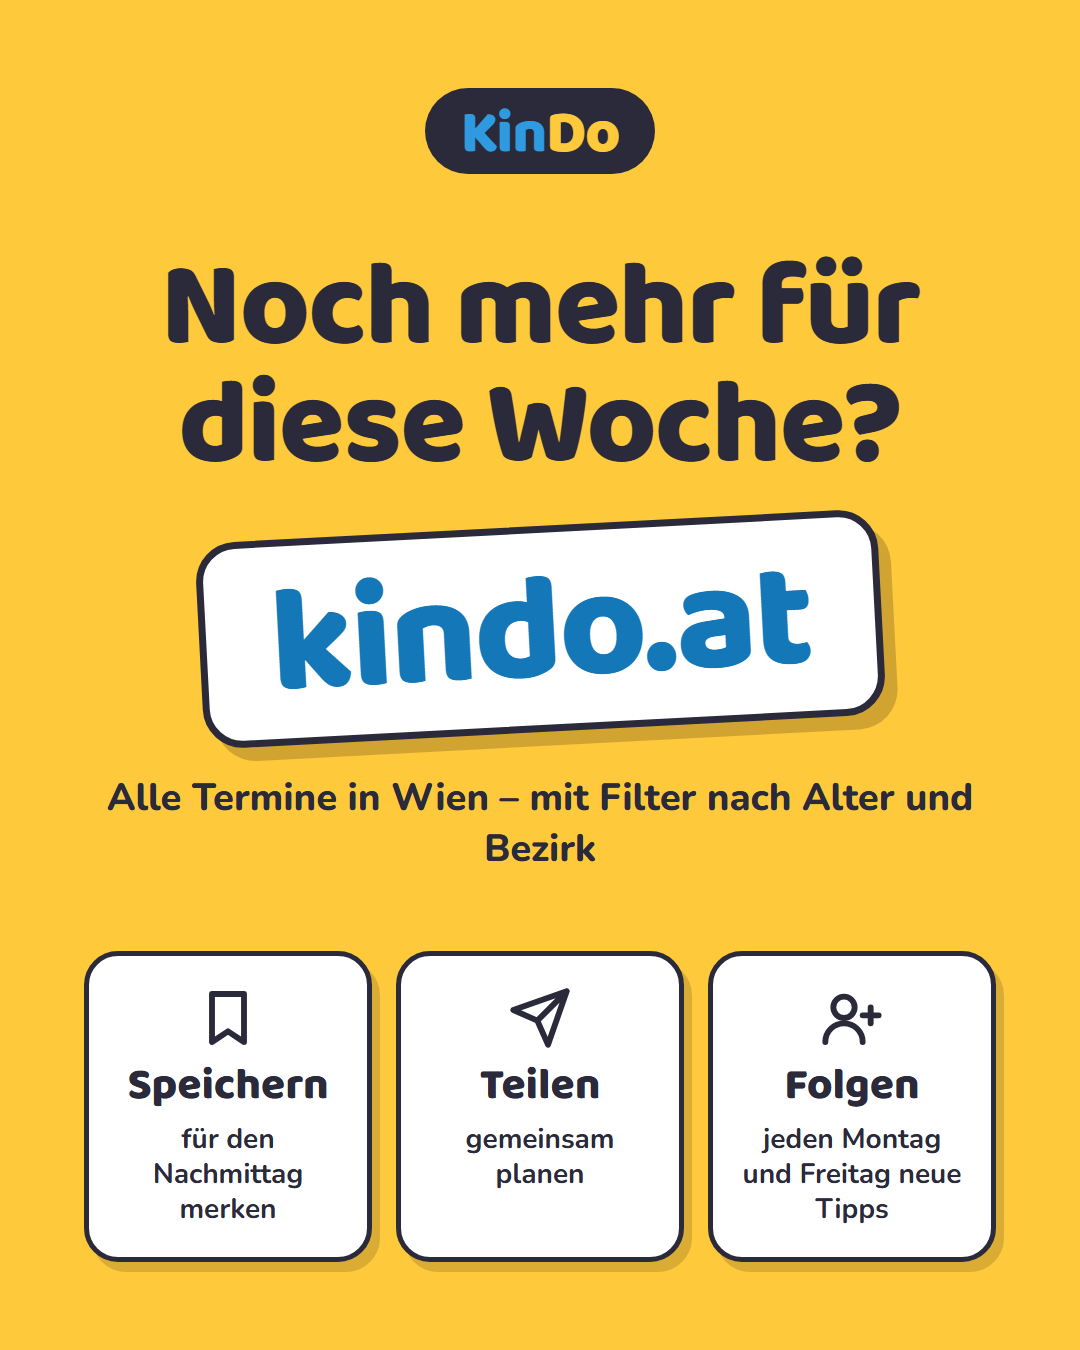 KinDo
Noch mehr für
diese Woche?
kindo.at
Alle Termine in Wien – mit Filter nach Alter und
Bezirk
Speichern
für den
Nachmittag
merken
Teilen
gemeinsam
planen
Folgen
jeden Montag
und Freitag neue
Tipps